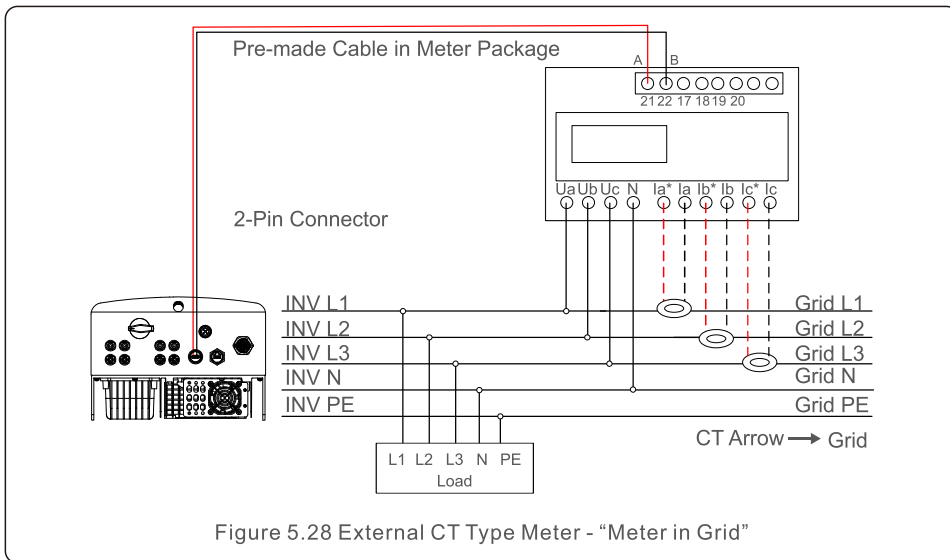 Pre-made Cable in Meter Package
A B
21 22 17 18 19 20
Ua Ub Uc N Ia* Ia Ib* Ib Ic* Ic
2-Pin Connector
INV L1 Grid L1
INV L2 Grid L2
INV L3 Grid L3
INV N Grid N
INV PE Grid PE
CT Arrow → Grid
L1 L2 L3 N PE
Load
Figure 5.28 External CT Type Meter - “Meter in Grid”